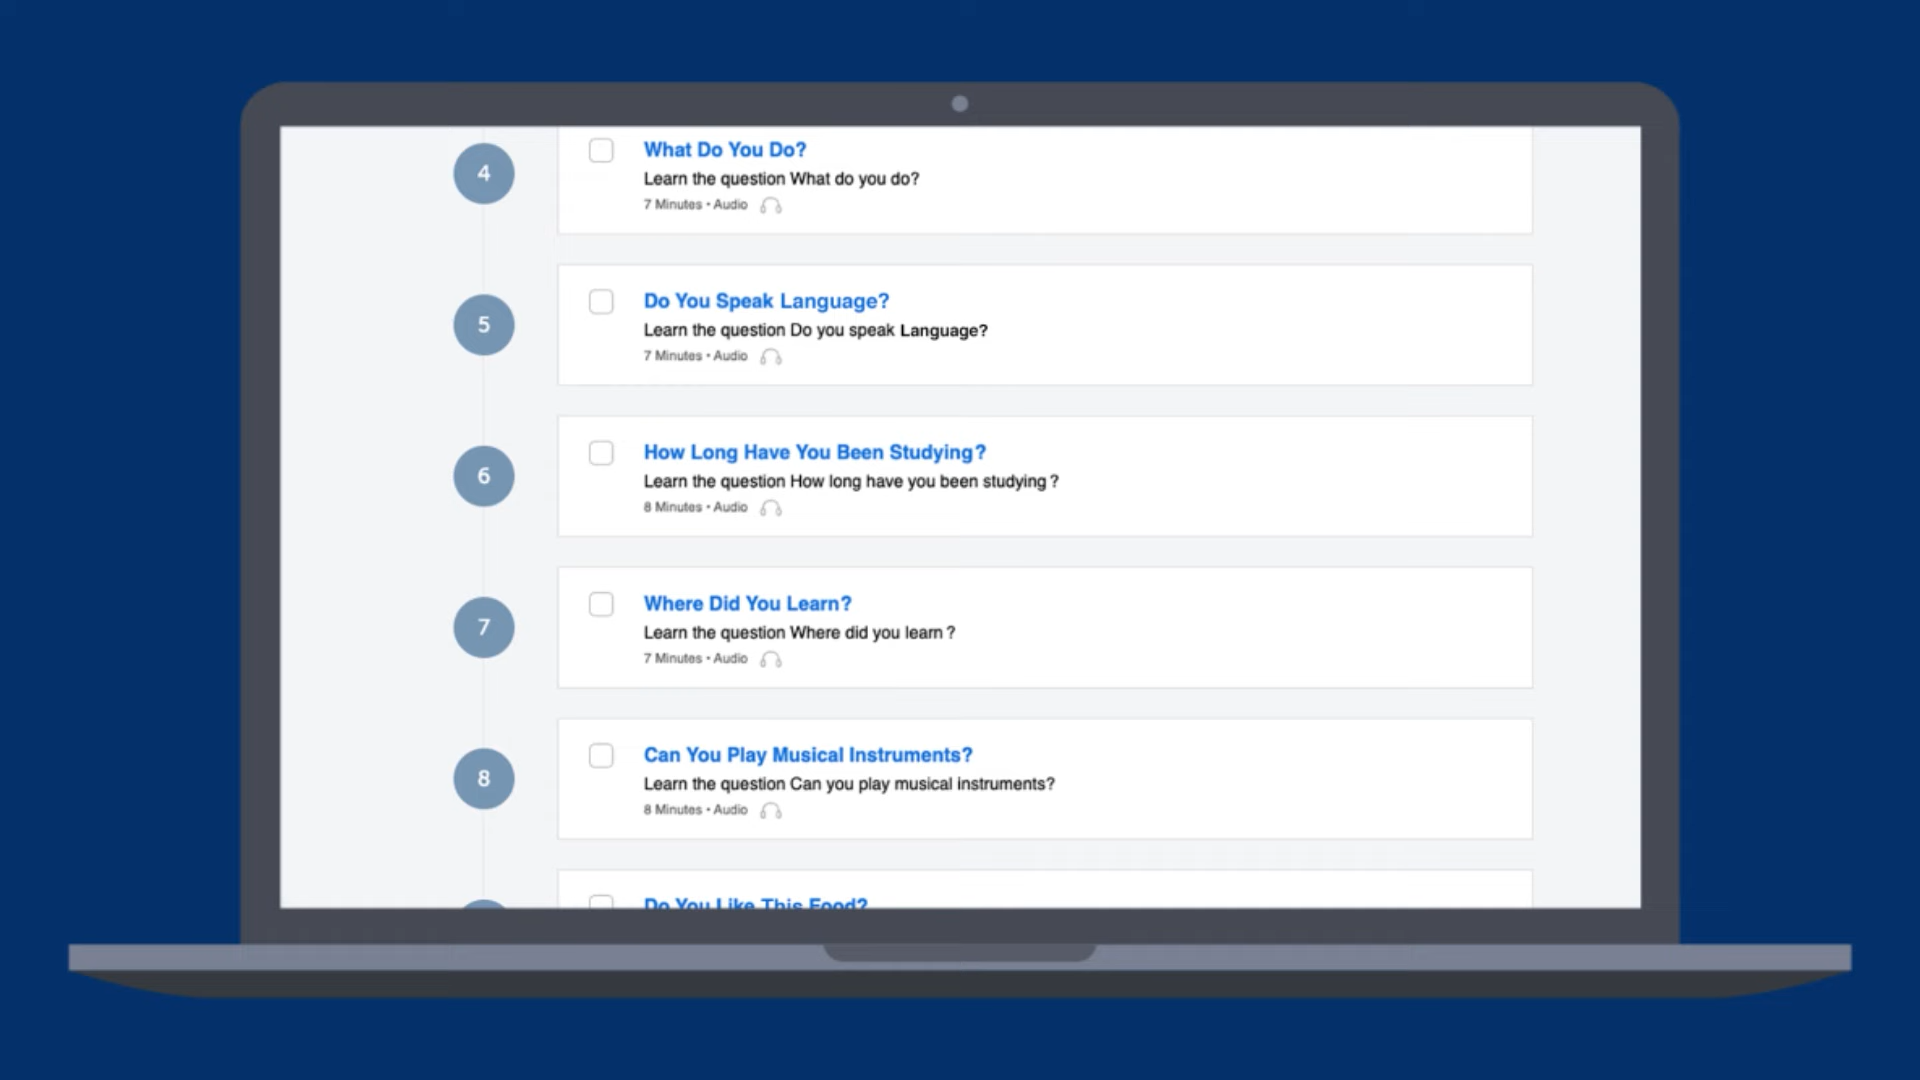 4
What Do You Do?
Learn the question What do you do?
7 Minutes • Audio
5
Do You Speak Language?
Learn the question Do you speak Language?
7 Minutes • Audio
6
How Long Have You Been Studying?
Learn the question How long have you been studying ?
8 Minutes • Audio
7
Where Did You Learn?
Learn the question Where did you learn ?
7 Minutes • Audio
8
Can You Play Musical Instruments?
Learn the question Can you play musical instruments?
8 Minutes • Audio
Do You Like This Food?